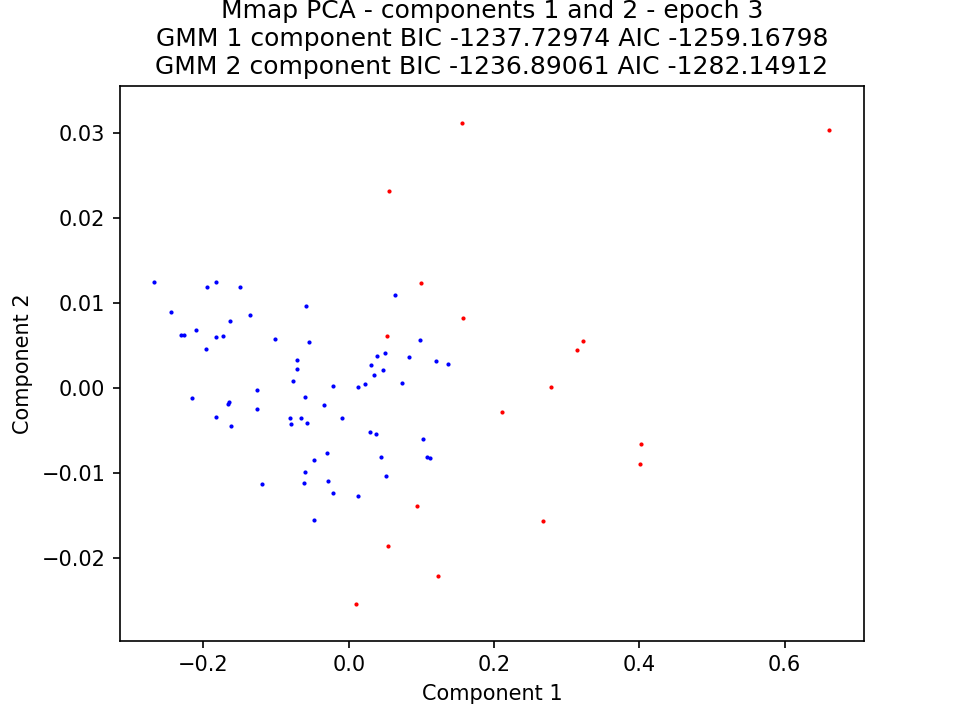 Mmap PCA - components 1 and 2 - epoch 3
GMM 1 component BIC -1237.72974 AIC -1259.16798
GMM 2 component BIC -1236.89061 AIC -1282.14912
0.03
0.02
0.01
0.00
−0.01
−0.02
Component 2
−0.2
0.0
0.2
0.4
0.6
Component 1